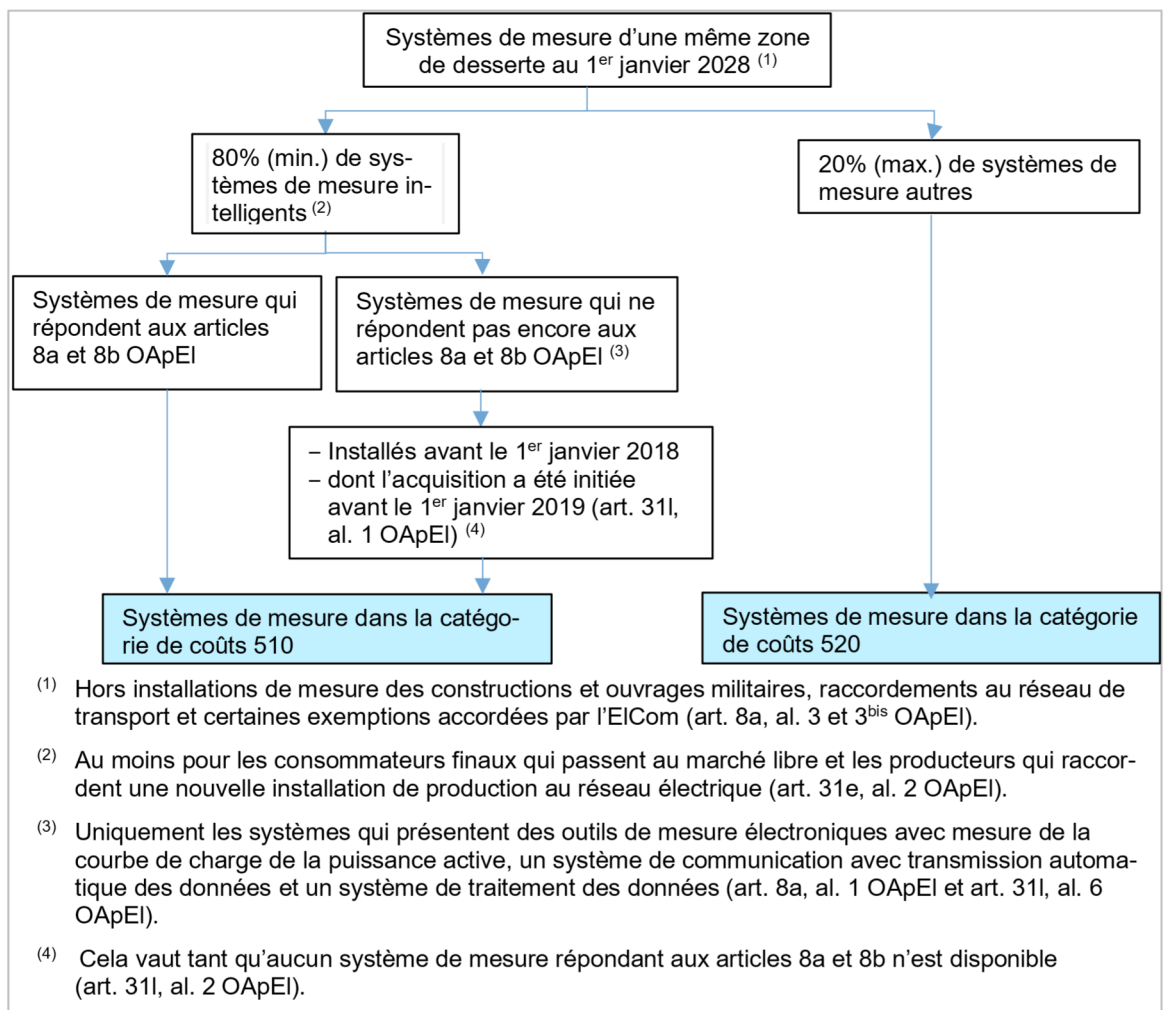 Systèmes de mesure d'une même zone
de desserte au 1er janvier 2028 (1)
80% (min.) de sys-
tèmes de mesure in-
telligents (2)
20% (max.) de systèmes de
mesure autres
Systèmes de mesure qui
répondent aux articles
8a et 8b OApEl
Systèmes de mesure qui ne
répondent pas encore aux
articles 8a et 8b OApEl (3)
– Installés avant le 1er janvier 2018
– dont l'acquisition a été initiée
avant le 1er janvier 2019 (art. 31l,
al. 1 OApEl) (4)
Systèmes de mesure dans la catégo-
rie de coûts 510
Systèmes de mesure dans la catégorie
de coûts 520
(1) Hors installations de mesure des constructions et ouvrages militaires, raccordements au réseau de
transport et certaines exemptions accordées par l'ElCom (art. 8a, al. 3 et 3bis OApEl).
(2) Au moins pour les consommateurs finaux qui passent au marché libre et les producteurs qui raccor-
dent une nouvelle installation de production au réseau électrique (art. 31e, al. 2 OApEl).
(3) Uniquement les systèmes qui présentent des outils de mesure électroniques avec mesure de la
courbe de charge de la puissance active, un système de communication avec transmission automa-
tique des données et un système de traitement des données (art. 8a, al. 1 OApEl et art. 31l, al. 6
OApEl).
(4) Cela vaut tant qu'aucun système de mesure répondant aux articles 8a et 8b n'est disponible
(art. 31l, al. 2 OApEl).